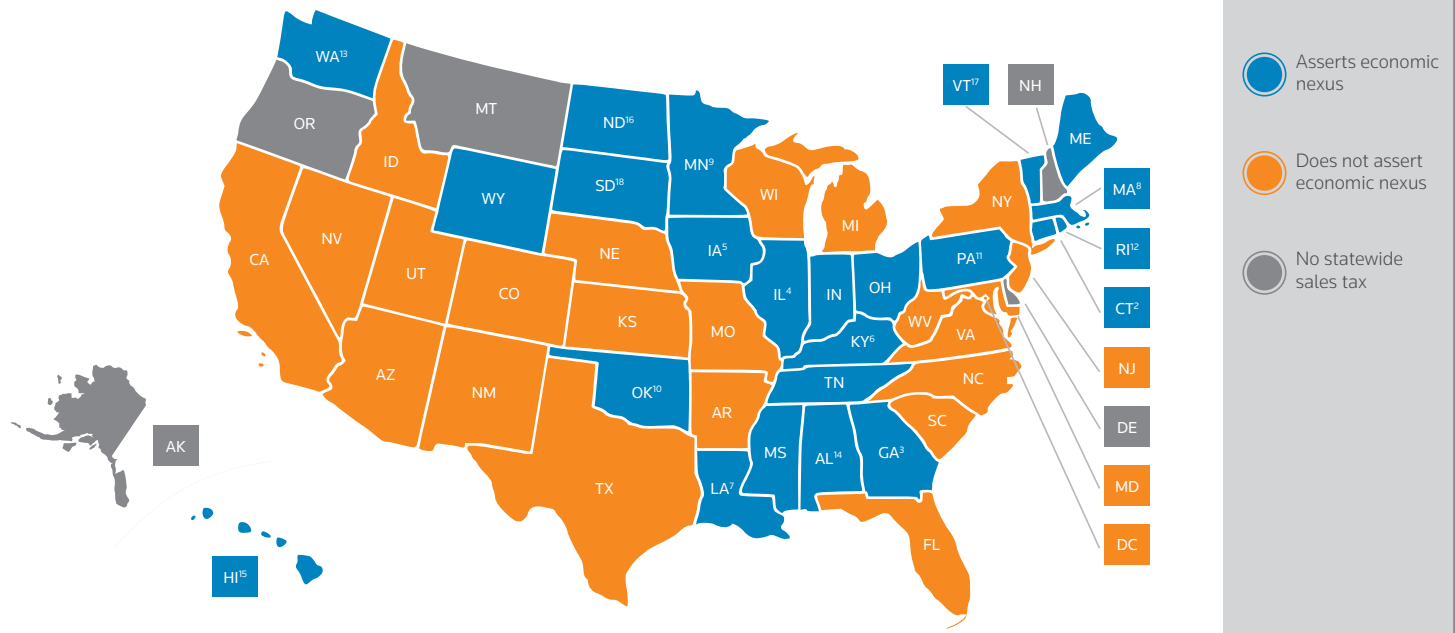 WA¹³
OR
MT
ID
WY
ND¹⁶
SD¹⁸
MN⁹
WI
MI
VT¹⁷
NH
ME
NY
MA⁸
RI¹²
CT²
NJ
DE
MD
DC
CA
NV
UT
CO
NE
KS
IA⁵
MO
IL⁴
IN
OH
PA¹¹
WV
VA
KY⁶
NC
TN
SC
AZ
NM
OK¹⁰
AR
TX
LA⁷
MS
AL¹⁴
GA³
FL
AK
HI¹⁵
Asserts economic
nexus
Does not assert
economic nexus
No statewide
sales tax